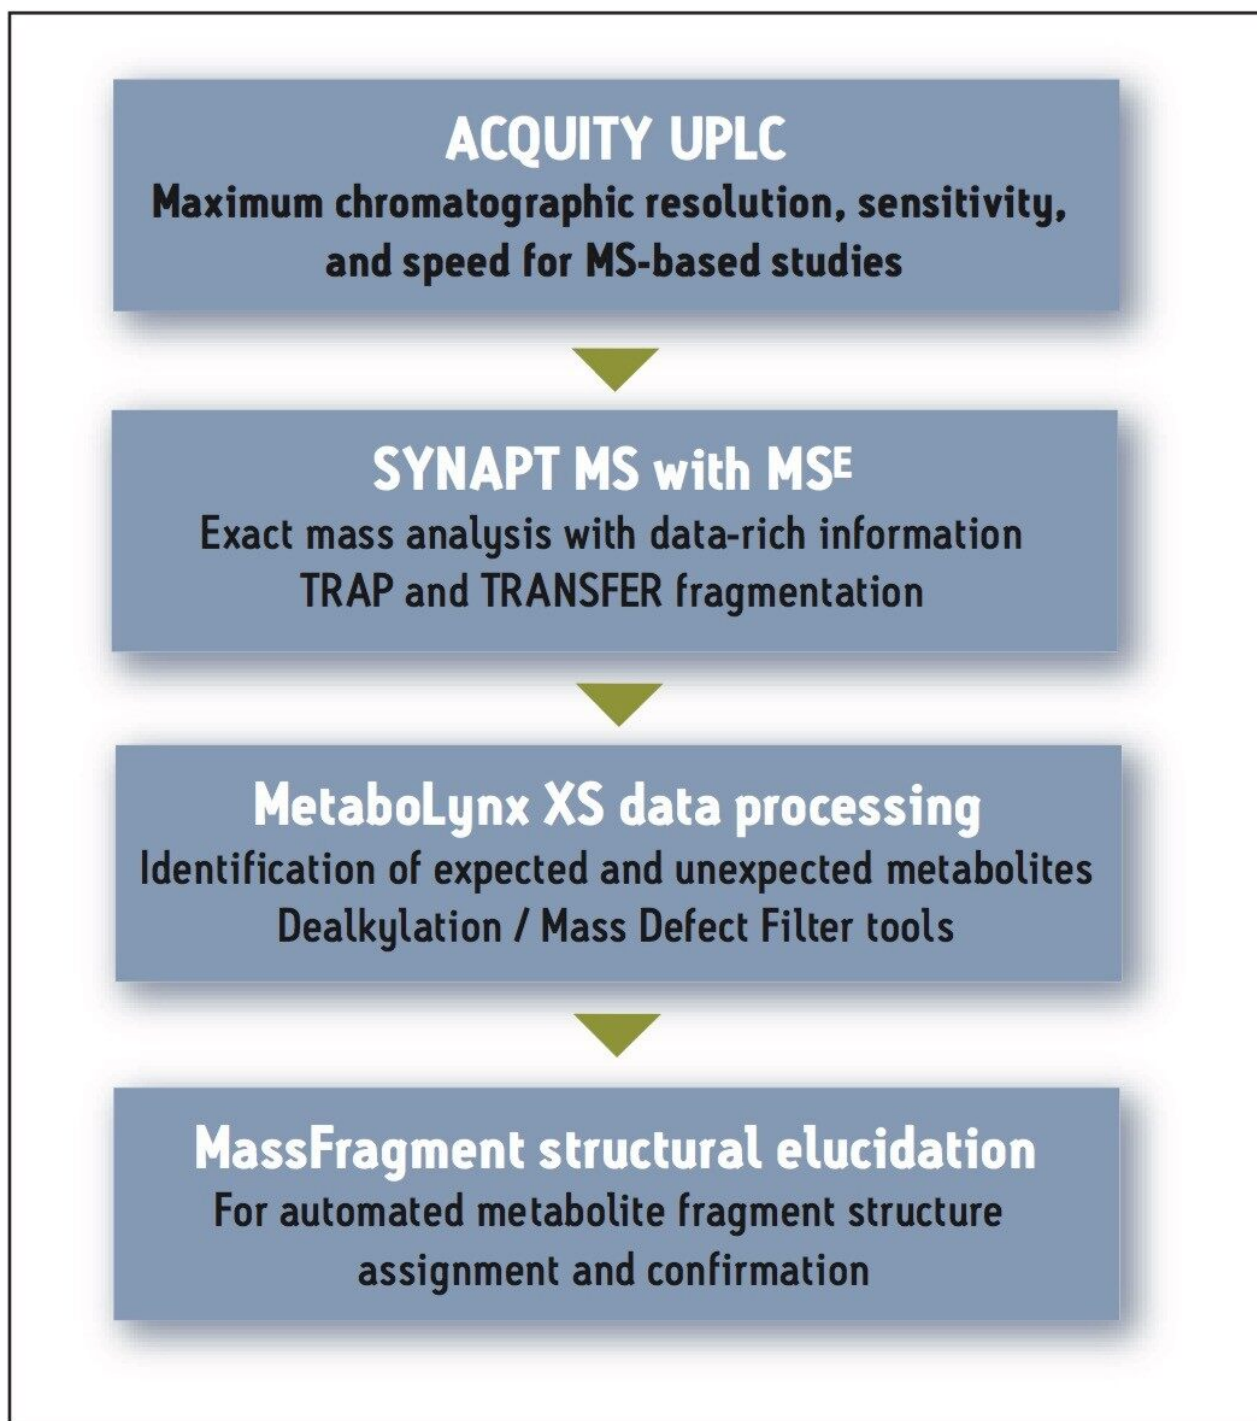 ACQUITY UPLC
Maximum chromatographic resolution, sensitivity,
and speed for MS-based studies
SYNAPT MS with MSᴱ
Exact mass analysis with data-rich information
TRAP and TRANSFER fragmentation
MetaboLynx XS data processing
Identification of expected and unexpected metabolites
Dealkylation / Mass Defect Filter tools
MassFragment structural elucidation
For automated metabolite fragment structure
assignment and confirmation